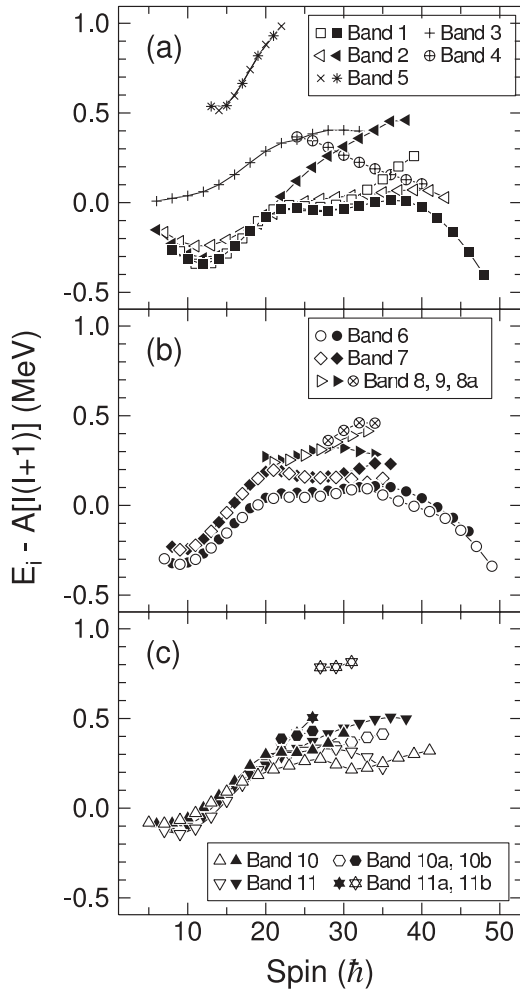 (a)
Band 1
Band 3
Band 2
Band 4
Band 5
1.0
0.5
0.0
-0.5
(b)
Band 6
Band 7
Band 8, 9, 8a
1.0
0.5
0.0
-0.5
(c)
1.0
0.5
0.0
-0.5
Band 10
Band 10a, 10b
Band 11
Band 11a, 11b
10 20 30 40 50
Spin (ħ)
E_i - A[I(I+1)] (MeV)